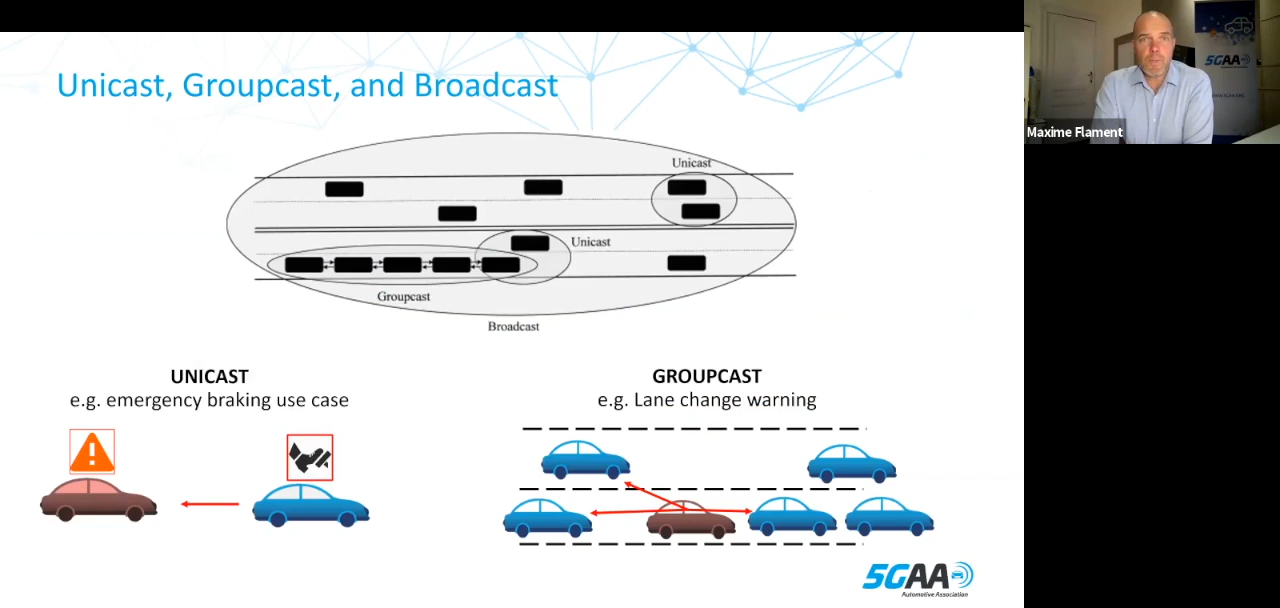 Unicast, Groupcast, and Broadcast
Unicast
Unicast
Groupcast
Broadcast
UNICAST
e.g. emergency braking use case
GROUPCAST
e.g. Lane change warning
5GAA
Automotive Association
5GAA
Maxime Flament